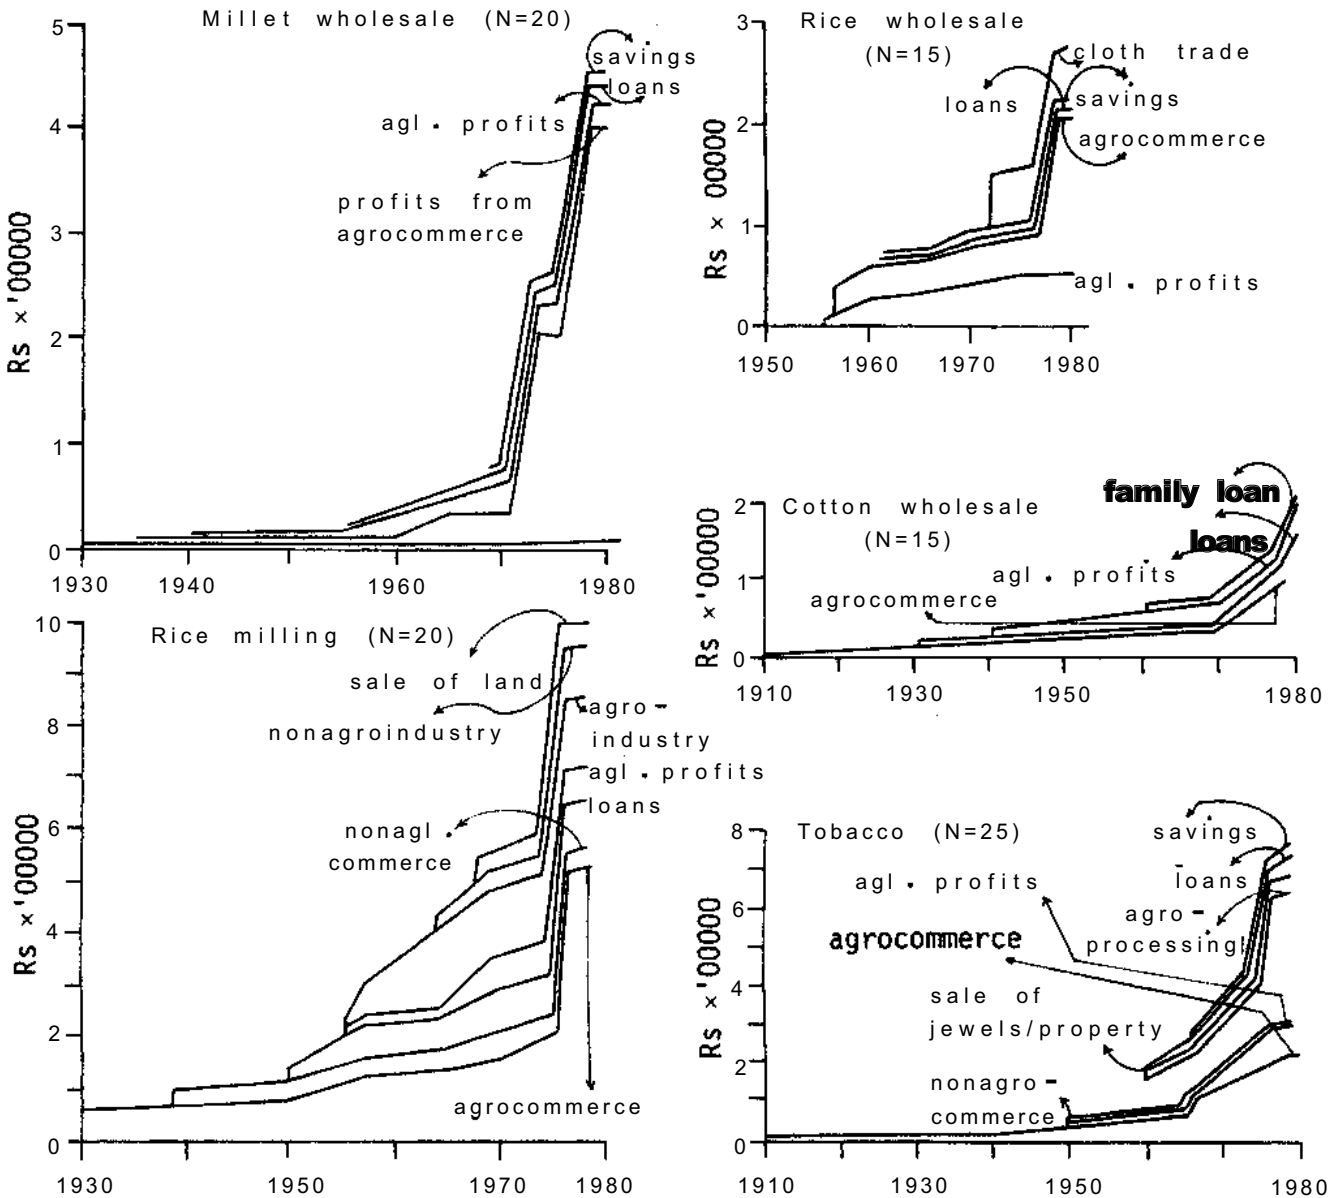 Millet wholesale (N=20)
5
4
3
2
1
0
Rs ×'00000
savings
loans
agl. profits
profits from
agrocommerce
1930
1940
1960
1980
Rice wholesale
(N=15)
3
2
1
0
Rs × 00000
cloth trade
loans
savings
agrocommerce
agl. profits
1950
1960
1970
1980
Cotton wholesale
(N=15)
2
1
0
Rs ×'00000
family loan
loans
agl. profits
agrocommerce
1910
1930
1950
1980
Rice milling (N=20)
10
8
6
4
2
0
Rs ×'00000
sale of land
nonagroindustry
agro-
industry
agl. profits
loans
nonagl.
commerce
agrocommerce
1930
1950
1970
1980
Tobacco (N=25)
8
6
4
2
0
Rs ×'00000
savings
loans
agl. profits
agro-
processing
agrocommerce
sale of
jewels/property
nonagro-
commerce
1910
1930
1950
1960
1980